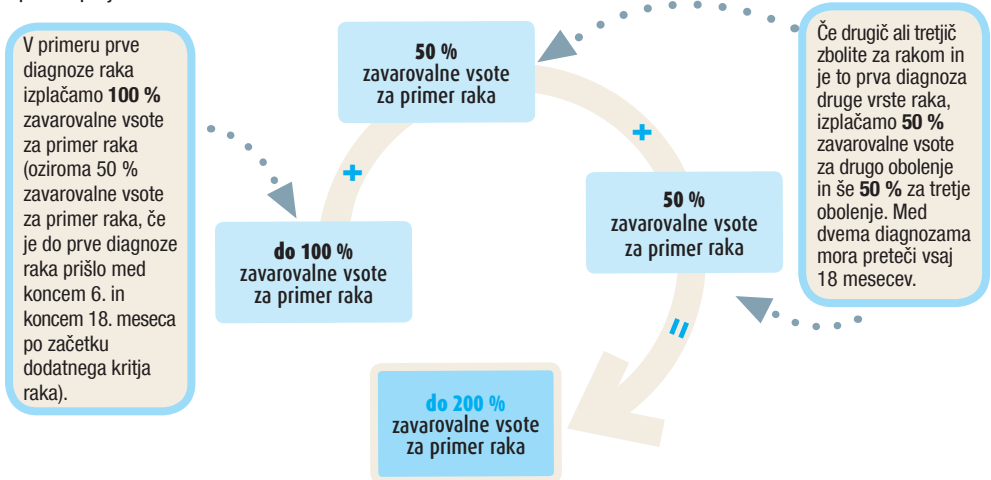 V primeru prve
diagnoze raka
izplačamo 100 %
zavarovalne vsote
za primer raka
(oziroma 50 %
zavarovalne vsote
za primer raka, če
je do prve diagnoze
raka prišlo med
koncem 6. in
koncem 18. meseca
po začetku
dodatnega kritja
raka).
do 100 %
zavarovalne vsote
za primer raka
+
50 %
zavarovalne vsote
za primer raka
+
50 %
zavarovalne vsote
za primer raka
=
do 200 %
zavarovalne vsote
za primer raka
Če drugič ali tretjič
zbolite za rakom in
je to prva diagnoza
druge vrste raka,
izplačamo 50 %
zavarovalne vsote
za drugo obolenje
in še 50 % za tretje
obolenje. Med
dvema diagnozama
mora preteči vsaj
18 mesecev.